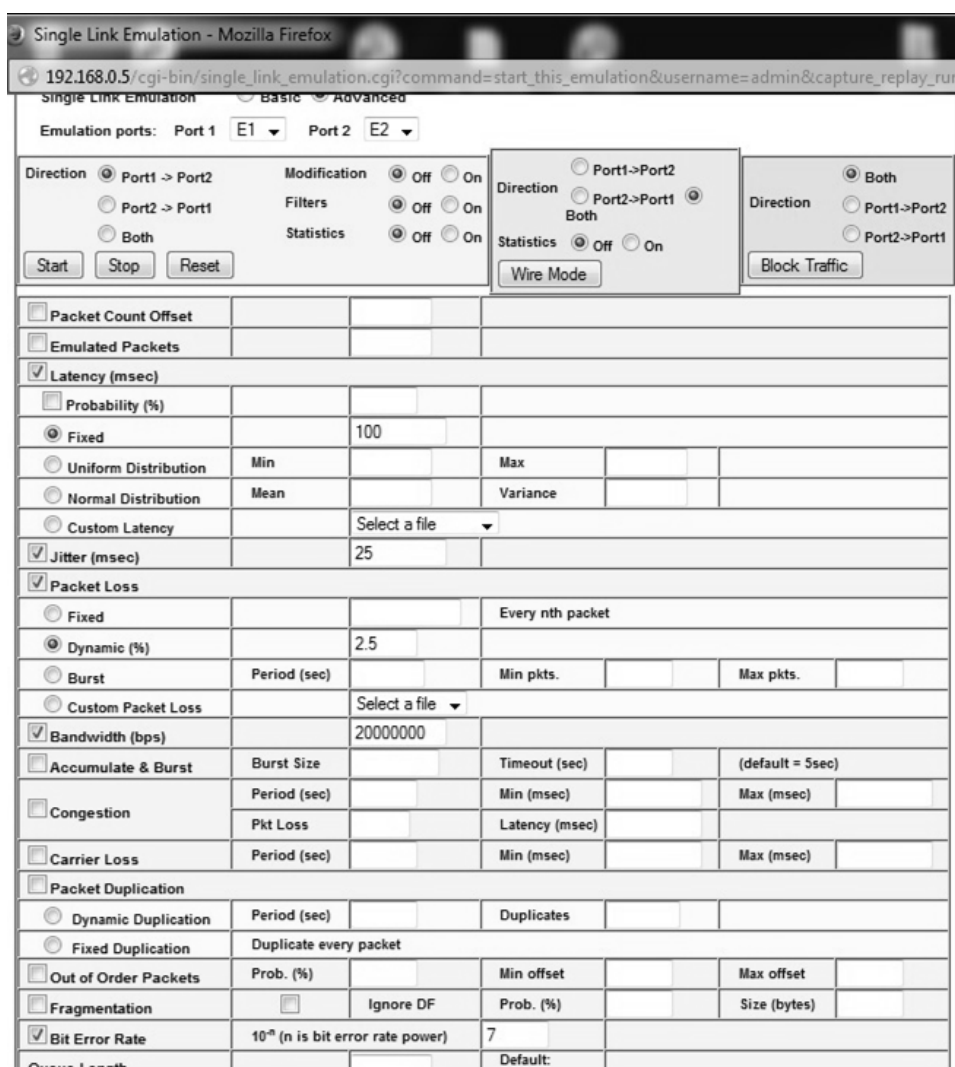 Single Link Emulation - Mozilla Firefox
192.168.0.5/cgi-bin/single_link_emulation.cgi?command=start_this_emulation&username=admin&capture_replay_ru
Single Link Emulation Basic Advanced
Emulation ports: Port 1 E1 Port 2 E2
Direction Port1 -> Port2 Modification Off On
Port2 -> Port1 Filters Off On
Both Statistics Off On
Start Stop Reset
Port1->Port2
Direction Port2->Port1
Both
Statistics Off On
Wire Mode
Both
Direction Port1->Port2
Port2->Port1
Block Traffic
Packet Count Offset
Emulated Packets
Latency (msec)
Probability (%)
Fixed 100
Uniform Distribution Min Max
Normal Distribution Mean Variance
Custom Latency Select a file
Jitter (msec) 25
Packet Loss
Fixed Every nth packet
Dynamic (%) 2.5
Burst Period (sec) Min pkts. Max pkts.
Custom Packet Loss Select a file
Bandwidth (bps) 20000000
Accumulate & Burst Burst Size Timeout (sec) (default = 5sec)
Congestion Period (sec) Min (msec) Max (msec)
Pkt Loss Latency (msec)
Carrier Loss Period (sec) Min (msec) Max (msec)
Packet Duplication
Dynamic Duplication Period (sec) Duplicates
Fixed Duplication Duplicate every packet
Out of Order Packets Prob. (%) Min offset Max offset
Fragmentation Ignore DF Prob. (%) Size (bytes)
Bit Error Rate 10⁻ⁿ (n is bit error rate power) 7
Queue Length Default: